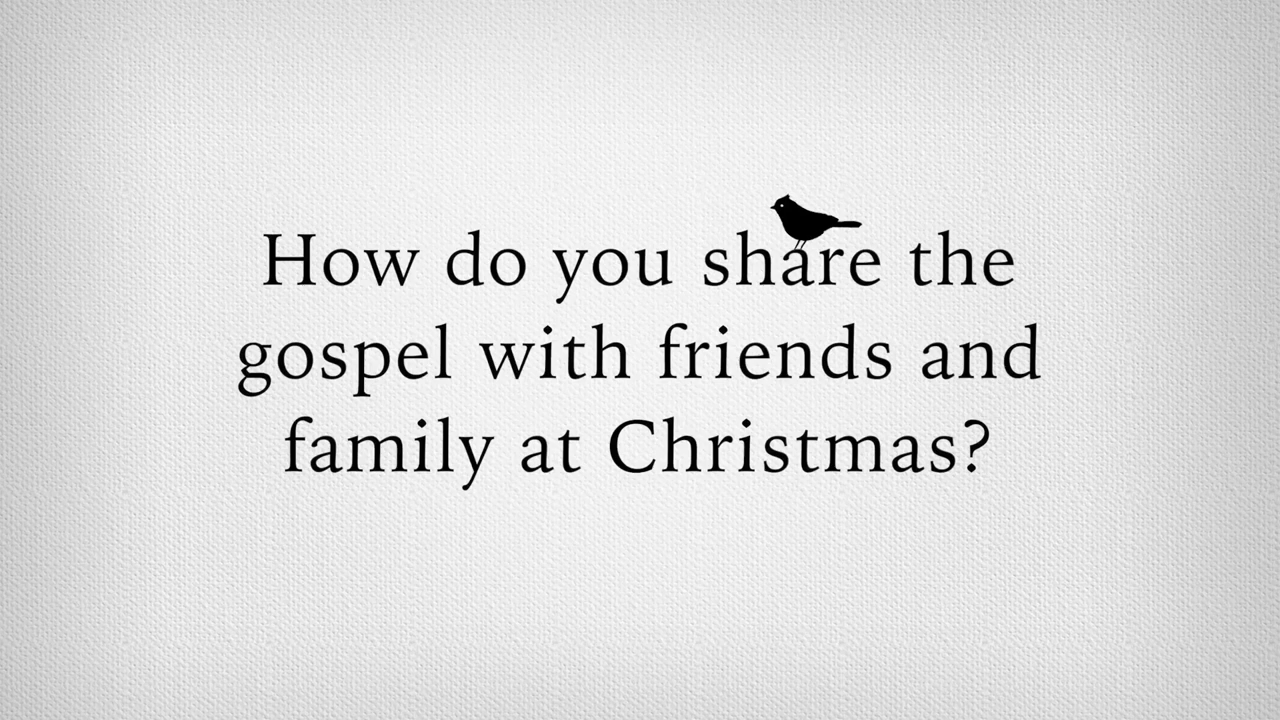 How do you share the
gospel with friends and
family at Christmas?